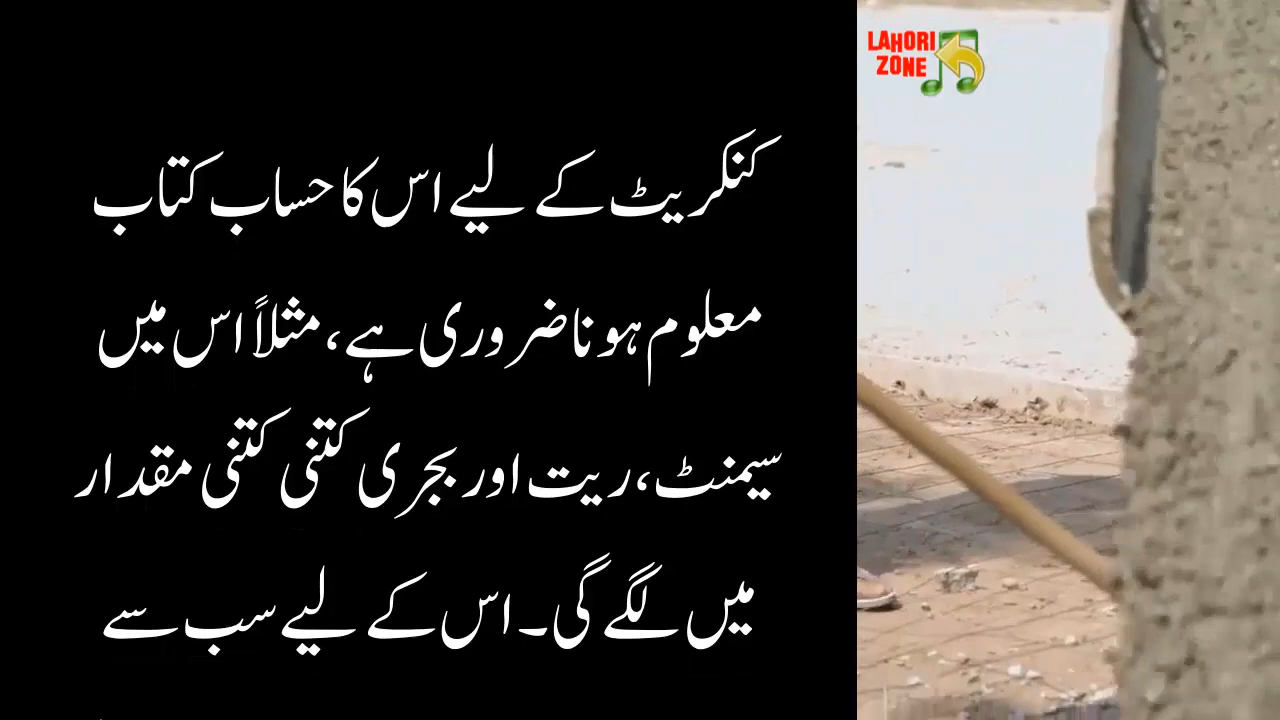 کنکریٹ کے لیے اس کا حساب کتاب
معلوم ہونا ضروری ہے، مثلاً اس میں
سیمنٹ، ریت اور بجری کتنی کتنی مقدار
میں لگے گی۔ اس کے لیے سب سے
LAHORI
ZONE